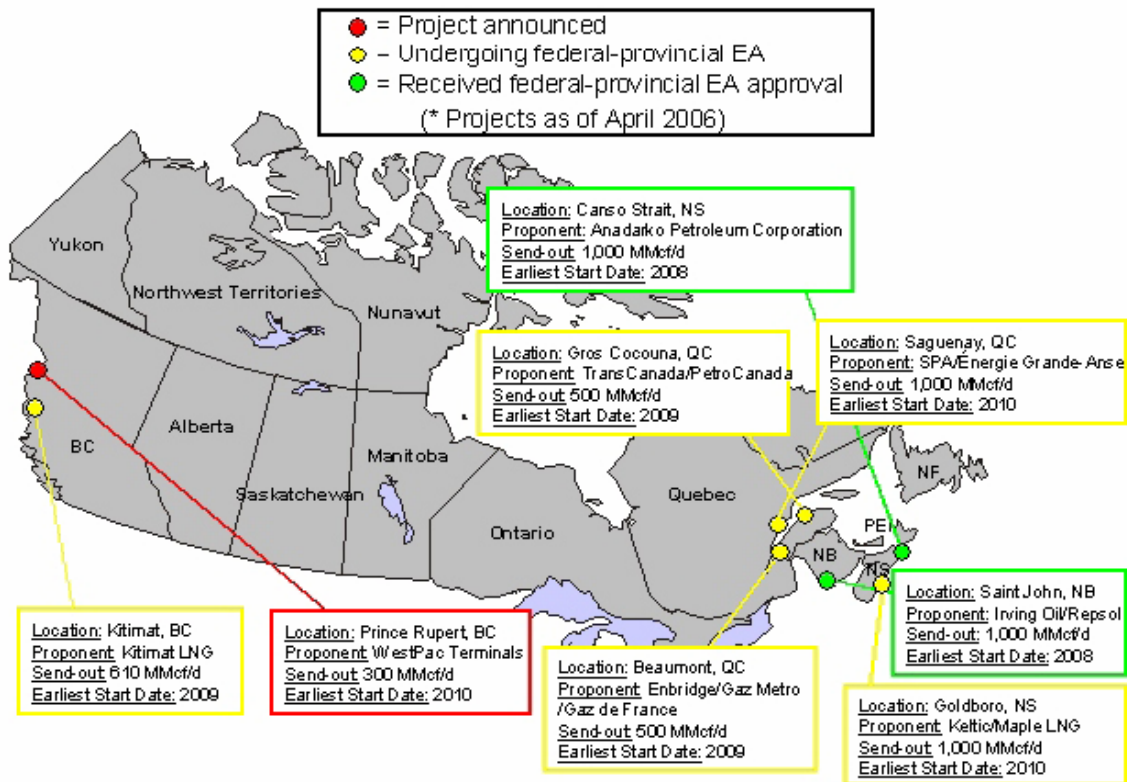 = Project announced
– Undergoing federal-provincial EA
= Received federal-provincial EA approval
(* Projects as of April 2006)
Location: Canso Strait, NS
Proponent: Anadarko Petroleum Corporation
Send-out: 1,000 MMcf/d
Earliest Start Date: 2008
Yukon
Northwest Territories
Nunavut
Location: Gros Cocouna, QC
Proponent: TransCanada/PetroCanada
Send-out: 500 MMcf/d
Earliest Start Date: 2009
Location: Saguenay, QC
Proponent: SPA/Énergie Grande-Anse
Send-out: 1,000 MMcf/d
Earliest Start Date: 2010
BC
Alberta
Saskatchewan
Manitoba
Ontario
Quebec
NF
PEI
NB
NS
Location: Kitimat, BC
Proponent: Kitimat LNG
Send-out: 610 MMcf/d
Earliest Start Date: 2009
Location: Prince Rupert, BC
Proponent: WestPac Terminals
Send-out: 300 MMcf/d
Earliest Start Date: 2010
Location: Beaumont, QC
Proponent: Enbridge/Gaz Metro
/Gaz de France
Send-out: 500 MMcf/d
Earliest Start Date: 2009
Location: Saint John, NB
Proponent: Irving Oil/Repsol
Send-out: 1,000 MMcf/d
Earliest Start Date: 2008
Location: Goldboro, NS
Proponent: Keltic/Maple LNG
Send-out: 1,000 MMcf/d
Earliest Start Date: 2010